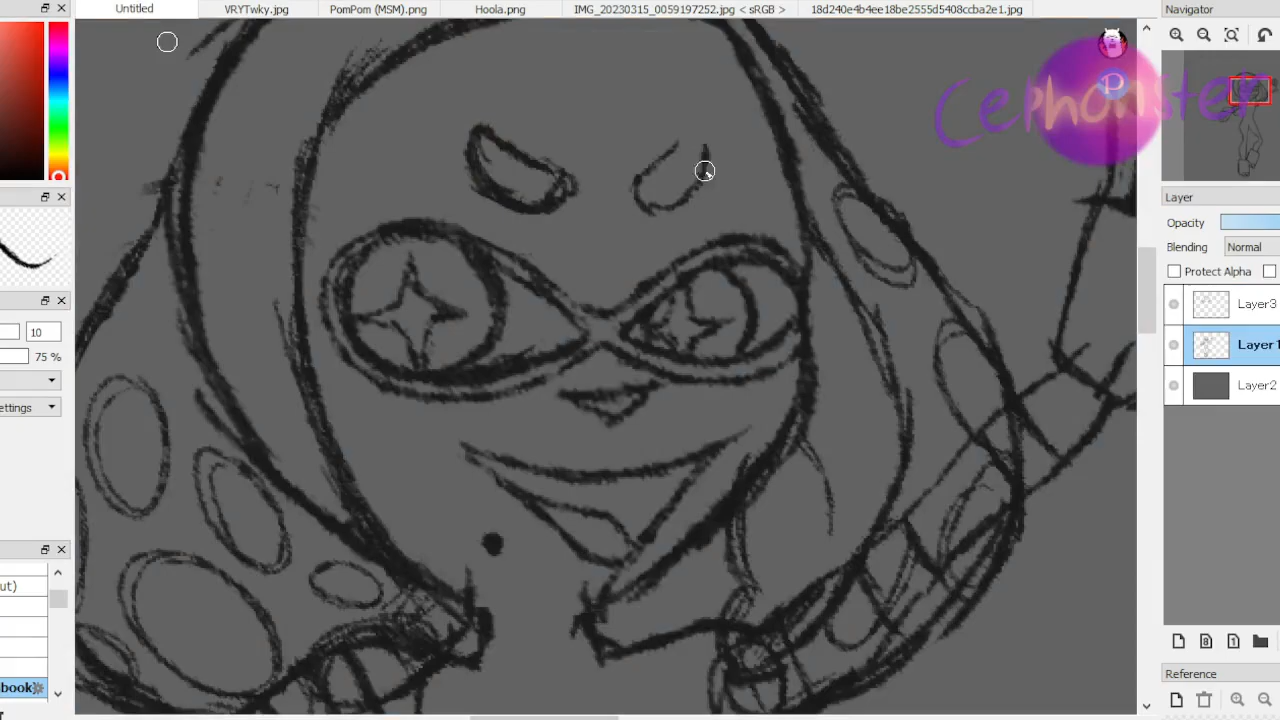 Untitled
VRYTwky.jpg
PomPom (MSM).png
Hoola.png
IMG_20230315_0059197252.jpg < sRGB >
18d240e4b4ee18be2555d5408ccba2e1.jpg
Navigator
Cephonster
P
Layer
Opacity
Blending Normal
Protect Alpha
Layer3
Layer1
Layer2
10
75 %
ettings
ut)
book
Reference